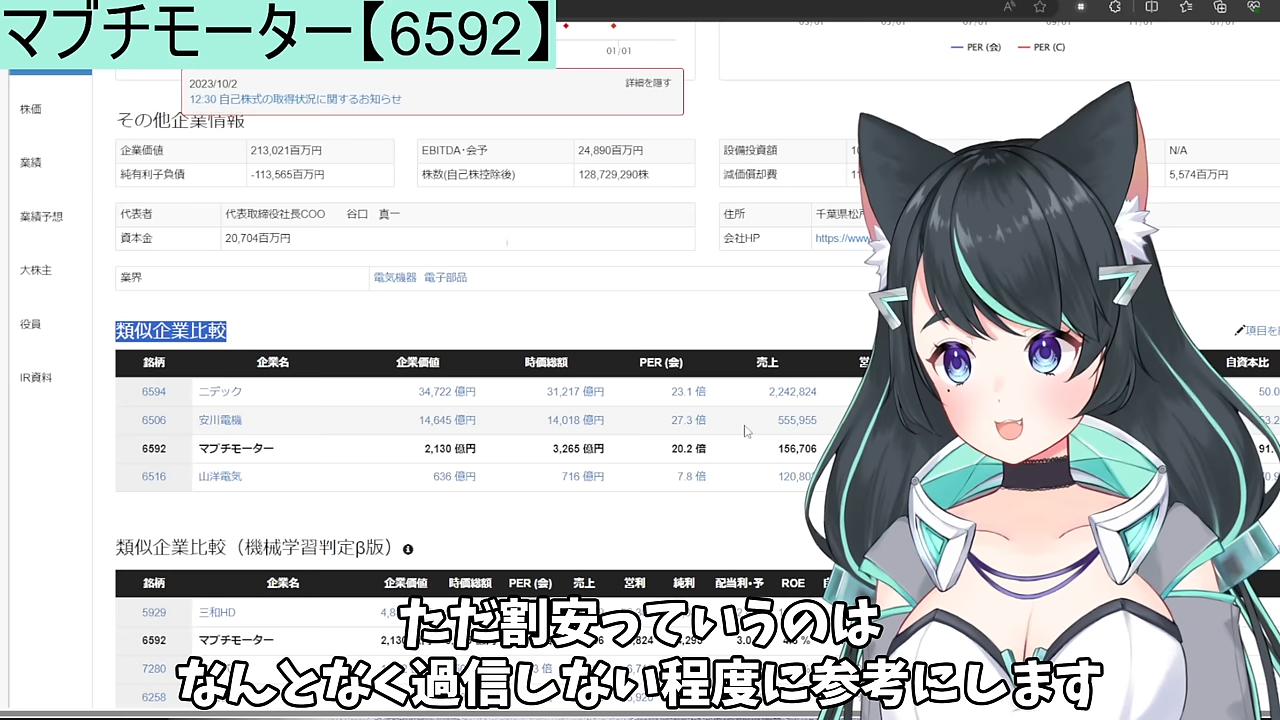 マブチモーター【6592】
01/01
PER (会) PER (C)
2023/10/2 詳細を隠す
12:30 自己株式の取得状況に関するお知らせ
その他企業情報
株価
業績
業績予想
大株主
役員
IR資料
企業価値 213,021百万円
純有利子負債 -113,565百万円
EBITDA･会予 24,890百万円
株数(自己株控除後) 128,729,290株
設備投資額 N/A
減価償却費 5,574百万円
代表者 代表取締役社長COO 谷口 真一
資本金 20,704百万円
住所 千葉県松戸
会社HP https://www
業界 電気機器 電子部品
類似企業比較
項目を
銘柄 企業名 企業価値 時価総額 PER (会) 売上 営 自資本比
6594 ニデック 34,722 億円 31,217 億円 23.1 倍 2,242,824 50.0
6506 安川電機 14,645 億円 14,018 億円 27.3 倍 555,955
6592 マブチモーター 2,130 億円 3,265 億円 20.2 倍 156,706 91.
6516 山洋電気 636 億円 716 億円 7.8 倍
類似企業比較（機械学習判定β版）
銘柄 企業名 企業価値 時価総額 PER (会) 売上 営利 純利 配当利･予 ROE
5929 三和HD
6592 マブチモーター
7280
6258
ただ割安っていうのは
なんとなく過信しない程度に参考にします